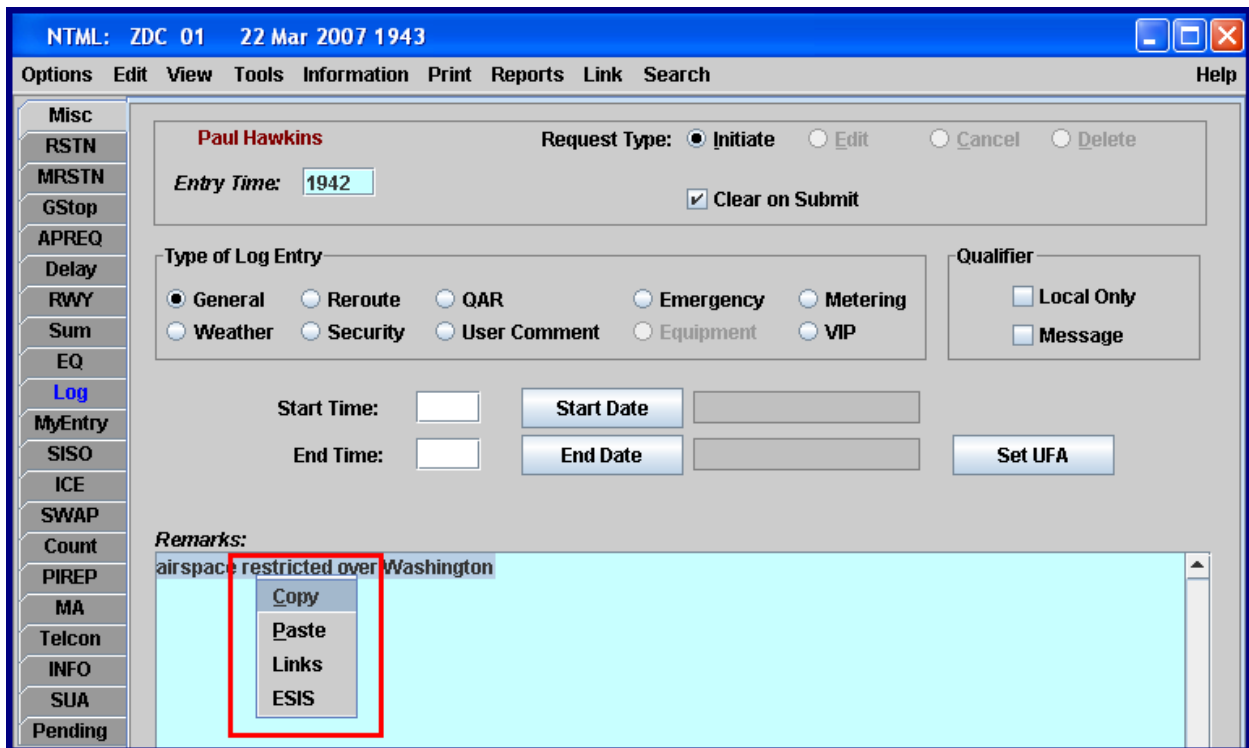 NTML: ZDC 01 22 Mar 2007 1943
Options Edit View Tools Information Print Reports Link Search Help
Misc
RSTN
MRSTN
GStop
APREQ
Delay
RWY
Sum
EQ
Log
MyEntry
SISO
ICE
SWAP
Count
PIREP
MA
Telcon
INFO
SUA
Pending
Paul Hawkins
Request Type: Initiate Edit Cancel Delete
Entry Time: 1942
Clear on Submit
Type of Log Entry
General Reroute QAR Emergency Metering
Weather Security User Comment Equipment VIP
Qualifier
Local Only
Message
Start Time: Start Date
End Time: End Date Set UFA
Remarks:
airspace restricted over Washington
Copy
Paste
Links
ESIS